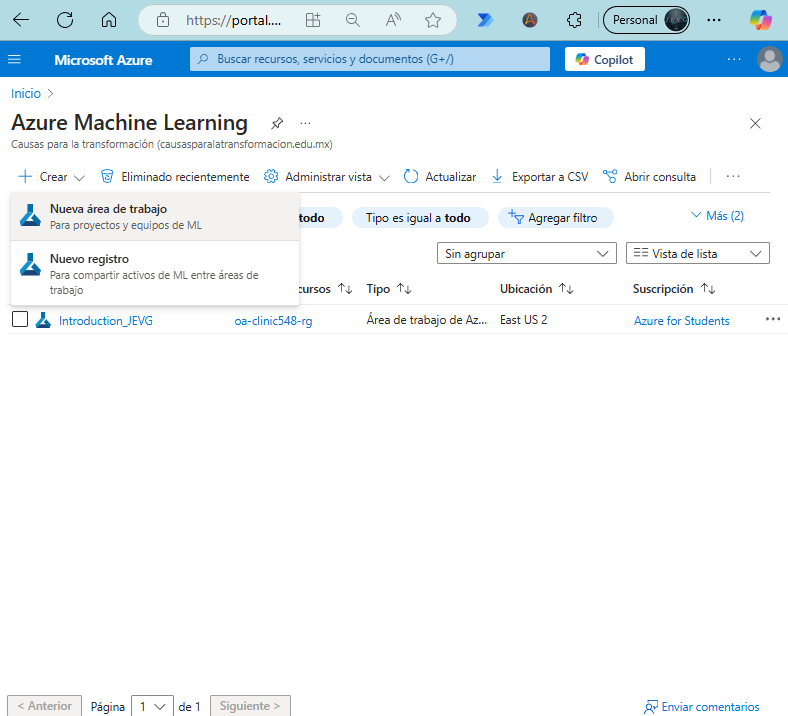 https://portal....
Personal
Microsoft Azure
Buscar recursos, servicios y documentos (G+/)
Copilot
Inicio
Azure Machine Learning
Causas para la transformación (causasparalatransformacion.edu.mx)
Crear
Eliminado recientemente
Administrar vista
Actualizar
Exportar a CSV
Abrir consulta
Nueva área de trabajo
Para proyectos y equipos de ML
Nuevo registro
Para compartir activos de ML entre áreas de
trabajo
todo
Tipo es igual a todo
Agregar filtro
Más (2)
Sin agrupar
Vista de lista
cursos
Tipo
Ubicación
Suscripción
Introduction_JEVG
oa-clinic548-rg
Área de trabajo de Az...
East US 2
Azure for Students
< Anterior
Página
1
de 1
Siguiente >
Enviar comentarios